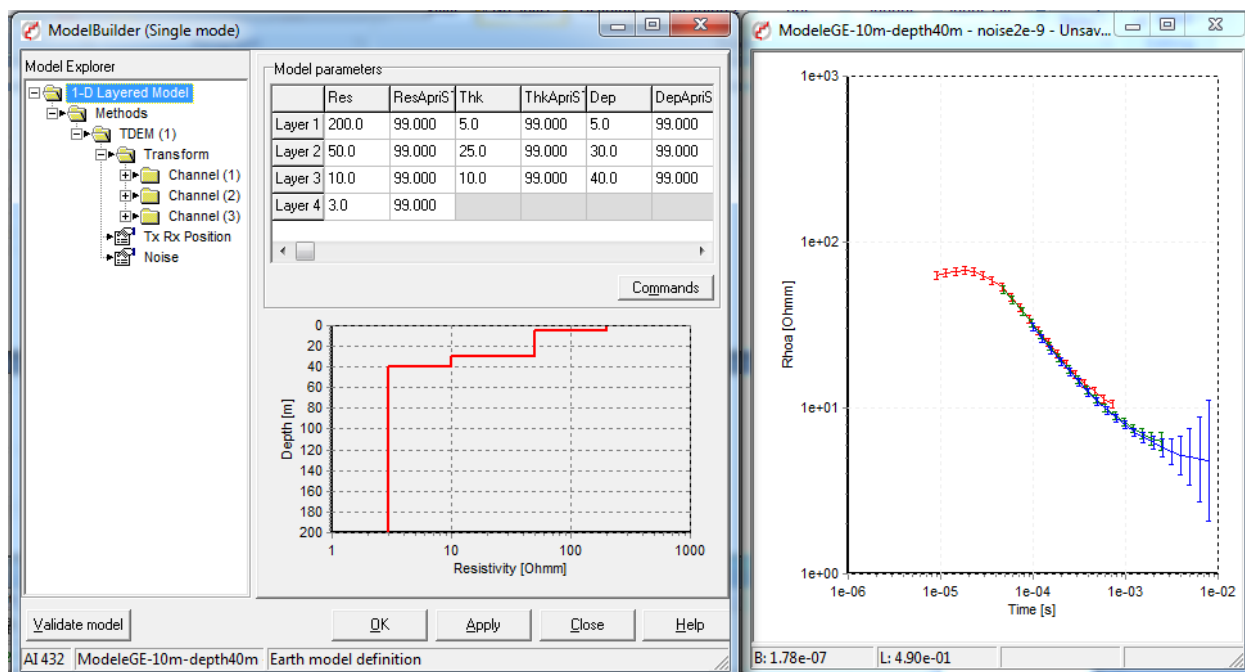 ModelBuilder (Single mode)
Model Explorer
1-D Layered Model
Methods
TDEM (1)
Transform
Channel (1)
Channel (2)
Channel (3)
Tx Rx Position
Noise
Model parameters
Res ResApriS Thk ThkApriS Dep DepApriS
Layer 1 200.0 99.000 5.0 99.000 5.0 99.000
Layer 2 50.0 99.000 25.0 99.000 30.0 99.000
Layer 3 10.0 99.000 10.0 99.000 40.0 99.000
Layer 4 3.0 99.000
Commands
0
20
40
60
80
100
120
140
160
180
200
Depth [m]
1 10 100 1000
Resistivity [Ohmm]
Validate model OK Apply Close Help
AI 432 ModeleGE-10m-depth40m Earth model definition
ModeleGE-10m-depth40m - noise2e-9 - Unsav...
1e+03
1e+02
1e+01
1e+00
Rhoa [Ohmm]
1e-06 1e-05 1e-04 1e-03 1e-02
Time [s]
B: 1.78e-07 L: 4.90e-01